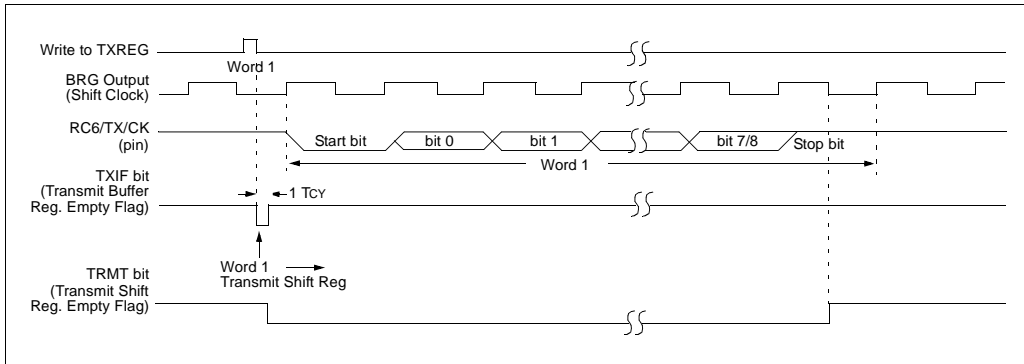 Write to TXREG
Word 1
BRG Output
(Shift Clock)
RC6/TX/CK
(pin)
Start bit
bit 0
bit 1
bit 7/8
Stop bit
Word 1
TXIF bit
(Transmit Buffer
Reg. Empty Flag)
1 TCY
Word 1
Transmit Shift Reg
TRMT bit
(Transmit Shift
Reg. Empty Flag)